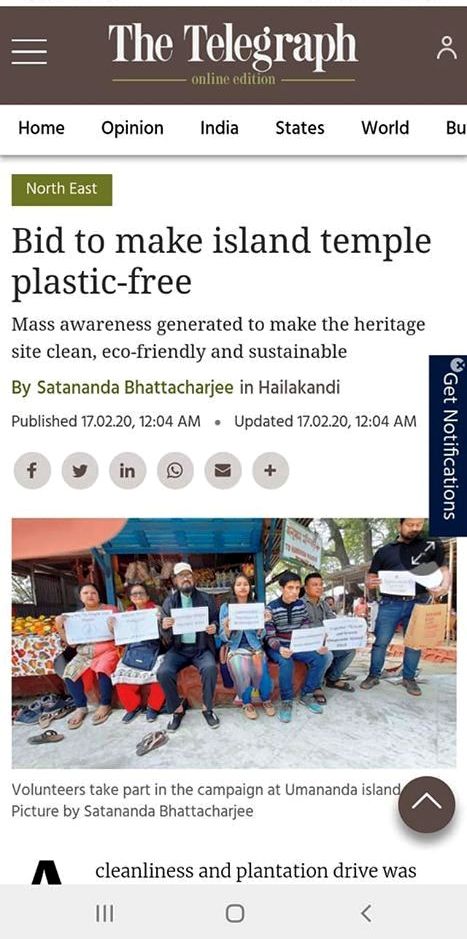 The Telegraph
online edition
Home Opinion India States World Bu
North East
Bid to make island temple
plastic-free
Mass awareness generated to make the heritage
site clean, eco-friendly and sustainable
By Satananda Bhattacharjee in Hailakandi
Published 17.02.20, 12:04 AM • Updated 17.02.20, 12:04 AM
Get Notifications
Volunteers take part in the campaign at Umananda island
Picture by Satananda Bhattacharjee
A cleanliness and plantation drive was